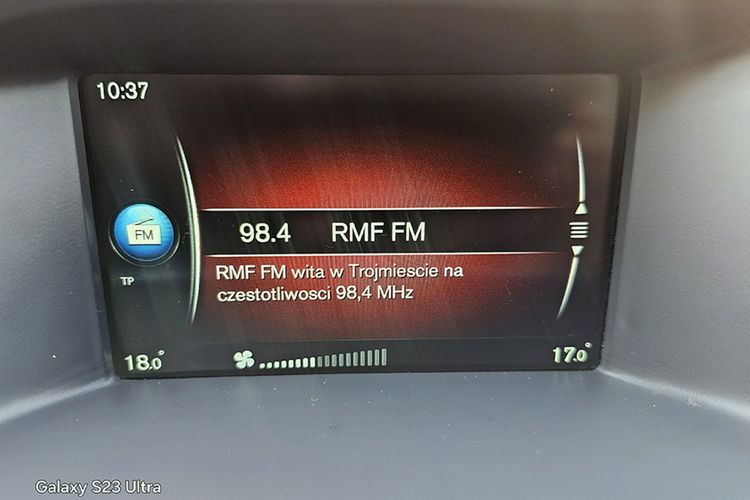 10:37
FM
98.4 RMF FM
TP
RMF FM wita w Trojmiescie na
czestotliwosci 98,4 MHz
18.0° 17.0°
Galaxy S23 Ultra